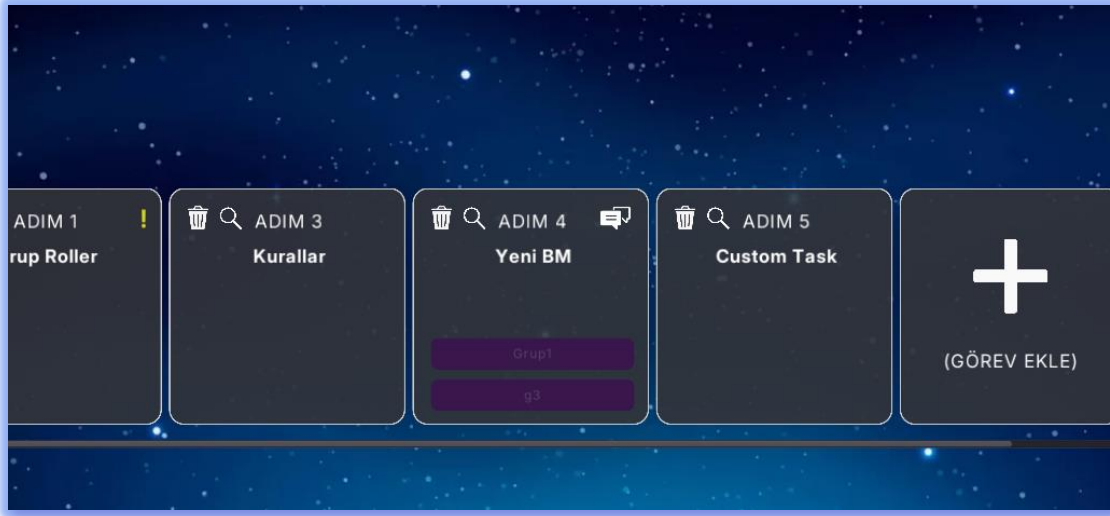 ADIM 1 !
rup Roller
ADIM 3
Kurallar
ADIM 4
Yeni BM
Grup1
g3
ADIM 5
Custom Task
(GÖREV EKLE)